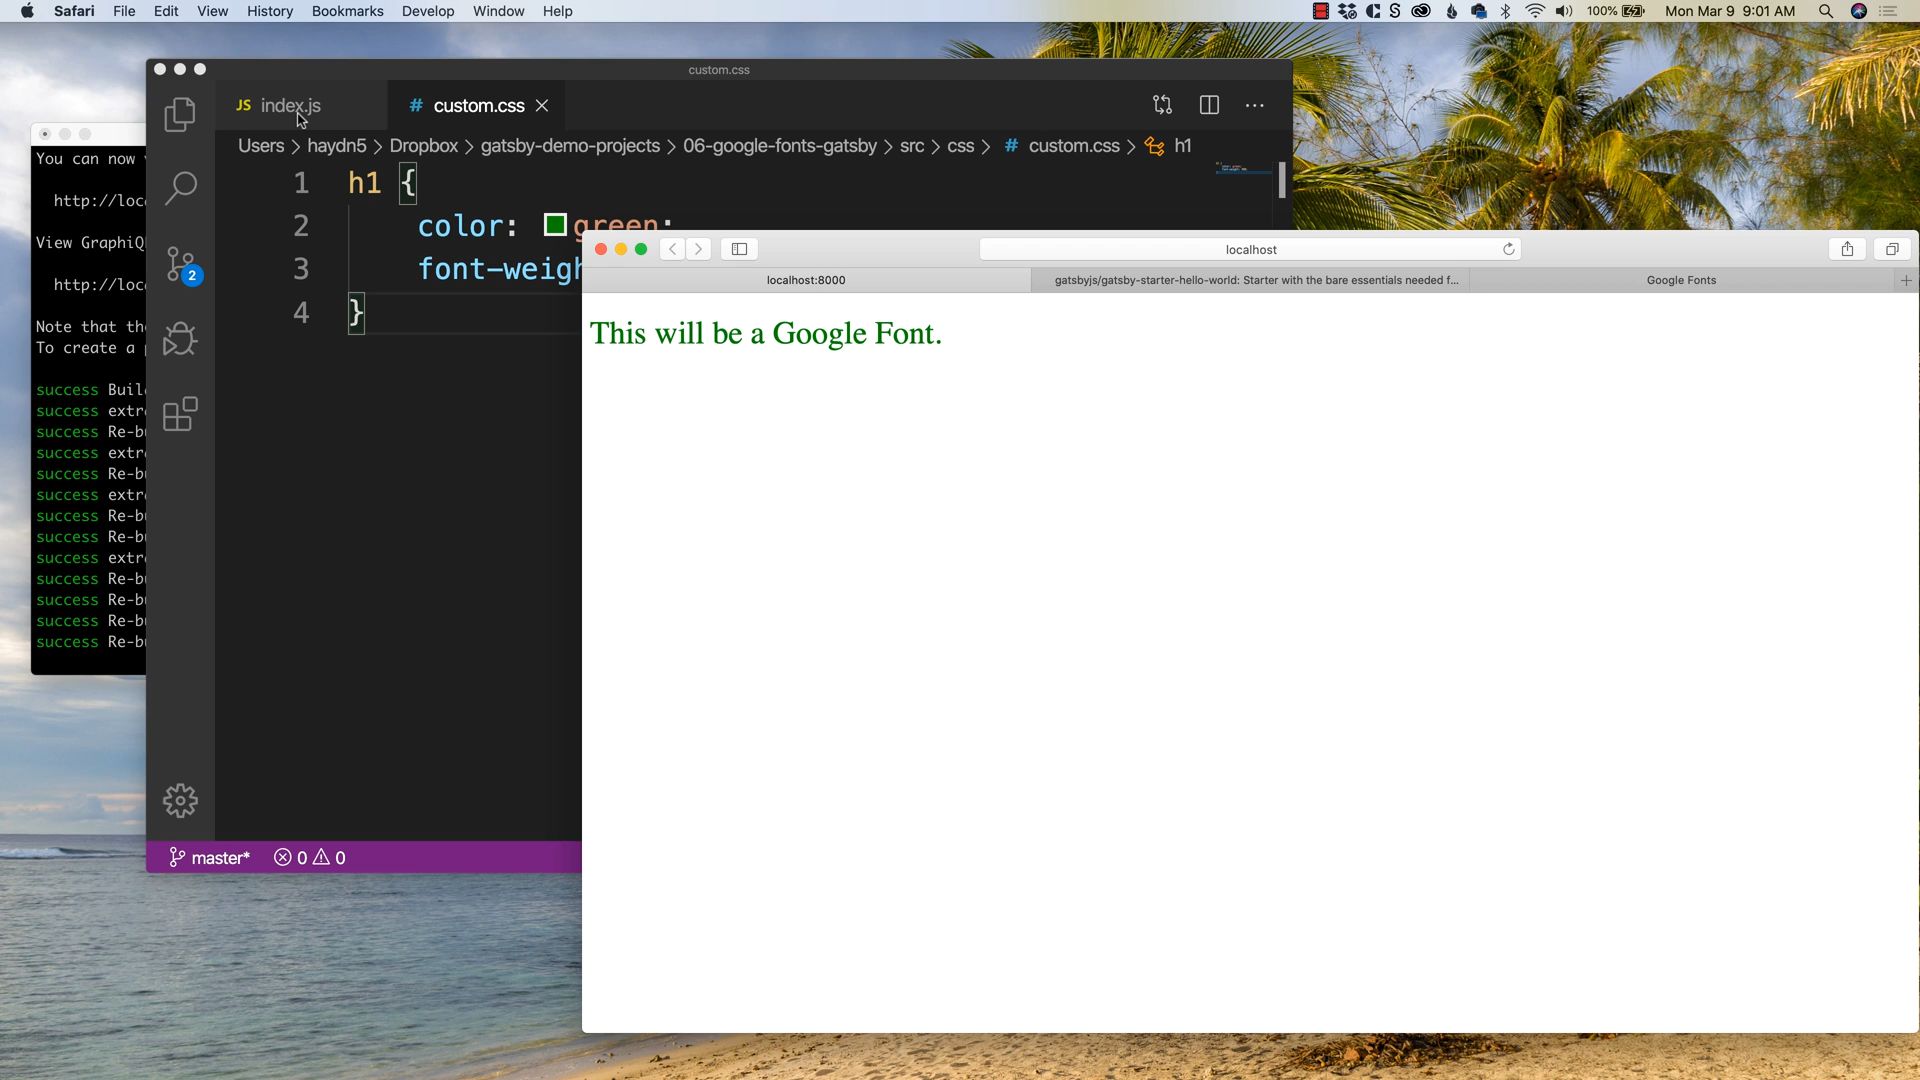 Safari File Edit View History Bookmarks Develop Window Help
100% Mon Mar 9 9:01 AM
custom.css
JS index.js # custom.css
Users > haydn5 > Dropbox > gatsby-demo-projects > 06-google-fonts-gatsby > src > css > # custom.css > h1
1 h1 {
2 color: green;
3 font-weigh
4 }
2
master* 0 0
You can now
http://loc
View GraphiQ
http://loc
Note that th
To create a
success Buil
success extr
success Re-b
success extr
success Re-b
success extr
success Re-b
success Re-b
success extr
success Re-b
success Re-b
success Re-b
success Re-b
localhost
localhost:8000
gatsbyjs/gatsby-starter-hello-world: Starter with the bare essentials needed f...
Google Fonts
This will be a Google Font.